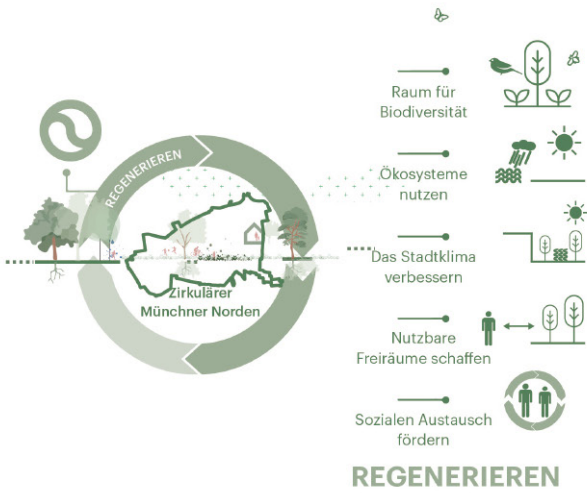 REGENERIEREN
Zirkulärer
Münchner Norden
Raum für
Biodiversität
Ökosysteme
nutzen
Das Stadtklima
verbessern
Nutzbare
Freiräume schaffen
Sozialen Austausch
fördern
REGENERIEREN